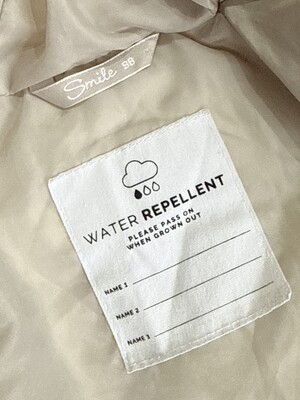 Smile 98
WATER REPELLENT
PLEASE PASS ON
WHEN GROWN OUT
NAME 1
NAME 2
NAME 3